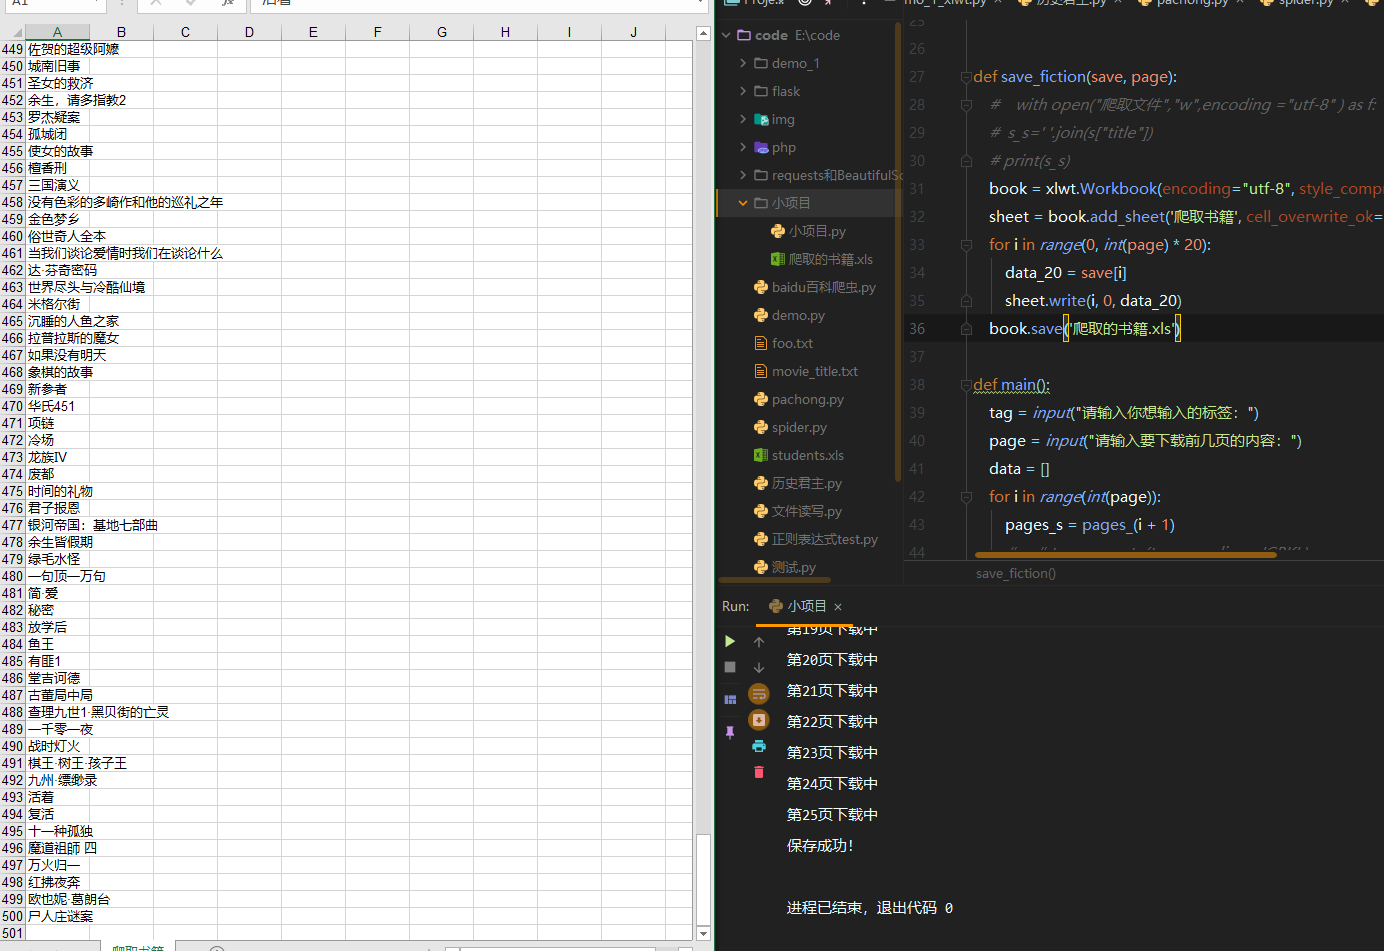 A1
fx
活着
A B C D E F G H I J
449 佐贺的超级阿嬷
450 城南旧事
451 圣女的救济
452 余生，请多指教2
453 罗杰疑案
454 孤城闭
455 使女的故事
456 檀香刑
457 三国演义
458 没有色彩的多崎作和他的巡礼之年
459 金色梦乡
460 俗世奇人全本
461 当我们谈论爱情时我们在谈论什么
462 达·芬奇密码
463 世界尽头与冷酷仙境
464 米格尔街
465 沉睡的人鱼之家
466 拉普拉斯的魔女
467 如果没有明天
468 象棋的故事
469 新参者
470 华氏451
471 项链
472 冷场
473 龙族Ⅳ
474 废都
475 时间的礼物
476 君子报恩
477 银河帝国：基地七部曲
478 余生皆假期
479 绿毛水怪
480 一句顶一万句
481 简·爱
482 秘密
483 放学后
484 鱼王
485 有匪1
486 堂吉诃德
487 古董局中局
488 查理九世1·黑贝街的亡灵
489 一千零一夜
490 战时灯火
491 棋王·树王·孩子王
492 九州·缥缈录
493 活着
494 复活
495 十一种孤独
496 魔道祖師 四
497 万火归一
498 红拂夜奔
499 欧也妮·葛朗台
500 尸人庄谜案
501
爬取书籍
Proje
mo_1_xlwt.py × 历史君王.py × pachong.py × spider.py ×
code E:\code
demo_1
flask
img
php
requests和BeautifulSo
小项目
小项目.py
爬取的书籍.xls
baidu百科爬虫.py
demo.py
foo.txt
movie_title.txt
pachong.py
spider.py
students.xls
历史君主.py
文件读写.py
正则表达式test.py
测试.py
25
26
27 def save_fiction(save, page):
28 # with open("爬取文件","w",encoding ="utf-8" ) as f:
29 # s_s=' '.join(s["title"])
30 # print(s_s)
31 book = xlwt.Workbook(encoding="utf-8", style_compr
32 sheet = book.add_sheet('爬取书籍', cell_overwrite_ok=
33 for i in range(0, int(page) * 20):
34 data_20 = save[i]
35 sheet.write(i, 0, data_20)
36 book.save('爬取的书籍.xls')
37
38 def main():
39 tag = input("请输入你想输入的标签：")
40 page = input("请输入要下载前几页的内容：")
41 data = []
42 for i in range(int(page)):
43 pages_s = pages_(i + 1)
44
save_fiction()
Run: 小项目 ×
第19页下载中
第20页下载中
第21页下载中
第22页下载中
第23页下载中
第24页下载中
第25页下载中
保存成功！
进程已结束，退出代码 0